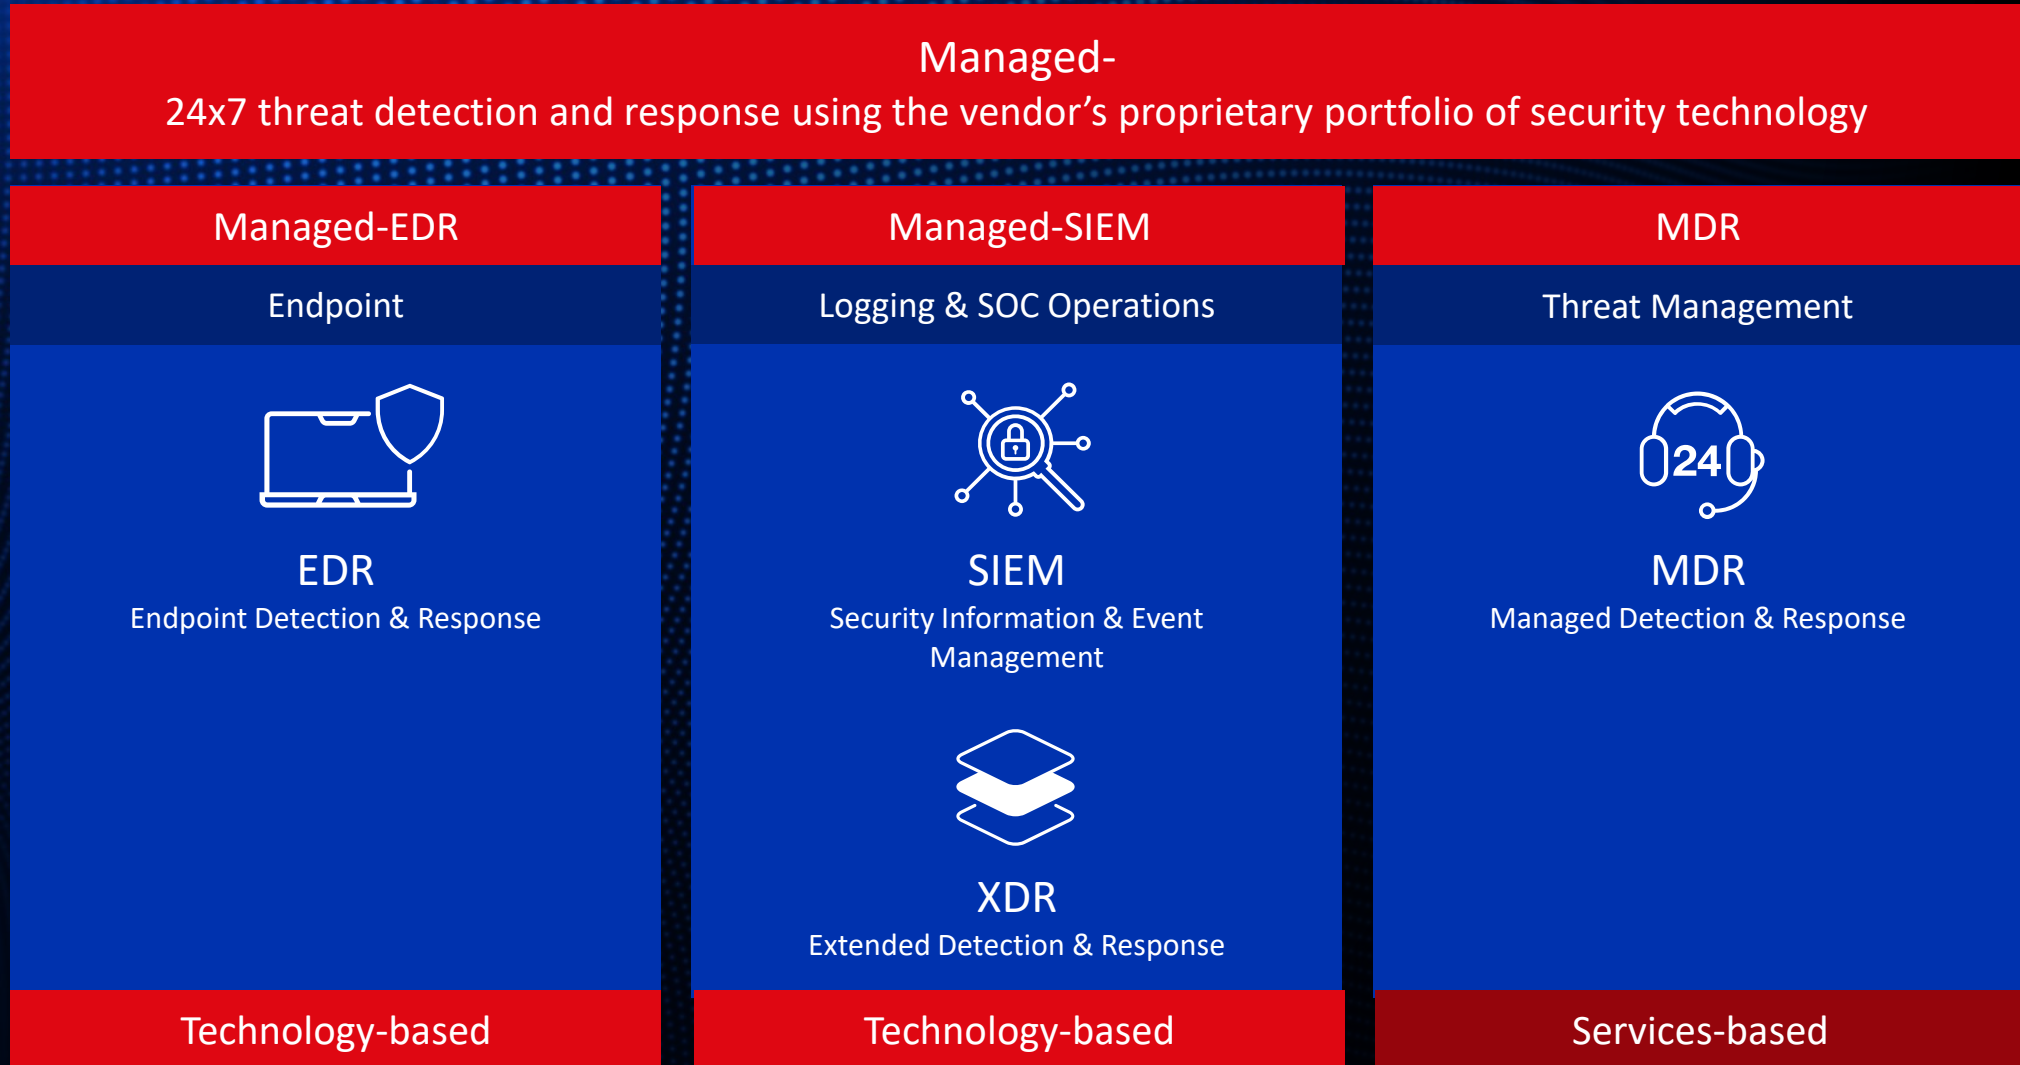 Managed-
24x7 threat detection and response using the vendor’s proprietary portfolio of security technology
Managed-EDR
Endpoint
EDR
Endpoint Detection & Response
Technology-based
Managed-SIEM
Logging & SOC Operations
SIEM
Security Information & Event
Management
XDR
Extended Detection & Response
Technology-based
MDR
Threat Management
24
MDR
Managed Detection & Response
Services-based